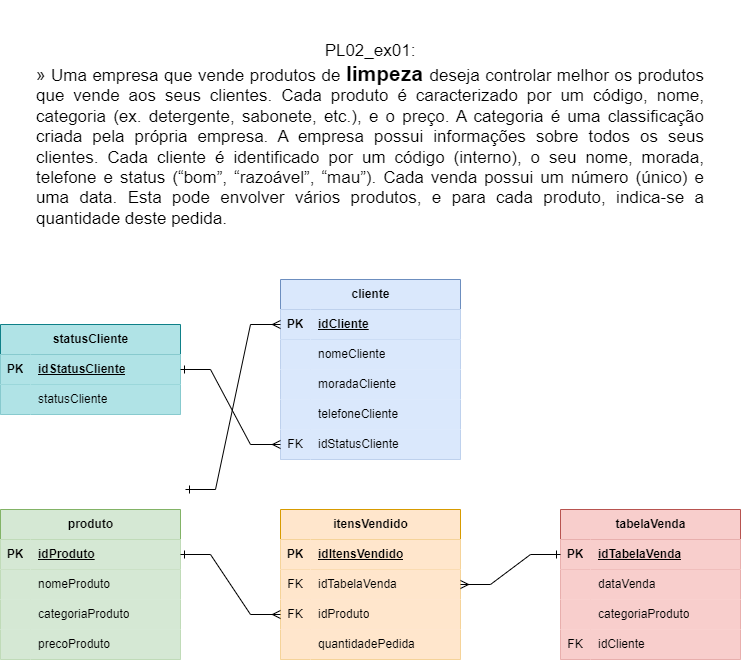 PL02_ex01:
» Uma empresa que vende produtos de limpeza deseja controlar melhor os produtos
que vende aos seus clientes. Cada produto é caracterizado por um código, nome,
categoria (ex. detergente, sabonete, etc.), e o preço. A categoria é uma classificação
criada pela própria empresa. A empresa possui informações sobre todos os seus
clientes. Cada cliente é identificado por um código (interno), o seu nome, morada,
telefone e status (“bom”, “razoável”, “mau”). Cada venda possui um número (único) e
uma data. Esta pode envolver vários produtos, e para cada produto, indica-se a
quantidade deste pedida.
cliente
PK idCliente
nomeCliente
moradaCliente
telefoneCliente
FK idStatusCliente
statusCliente
PK idStatusCliente
statusCliente
produto
PK idProduto
nomeProduto
categoriaProduto
precoProduto
itensVendido
PK idItensVendido
FK idTabelaVenda
FK idProduto
quantidadePedida
tabelaVenda
PK idTabelaVenda
dataVenda
categoriaProduto
FK idCliente